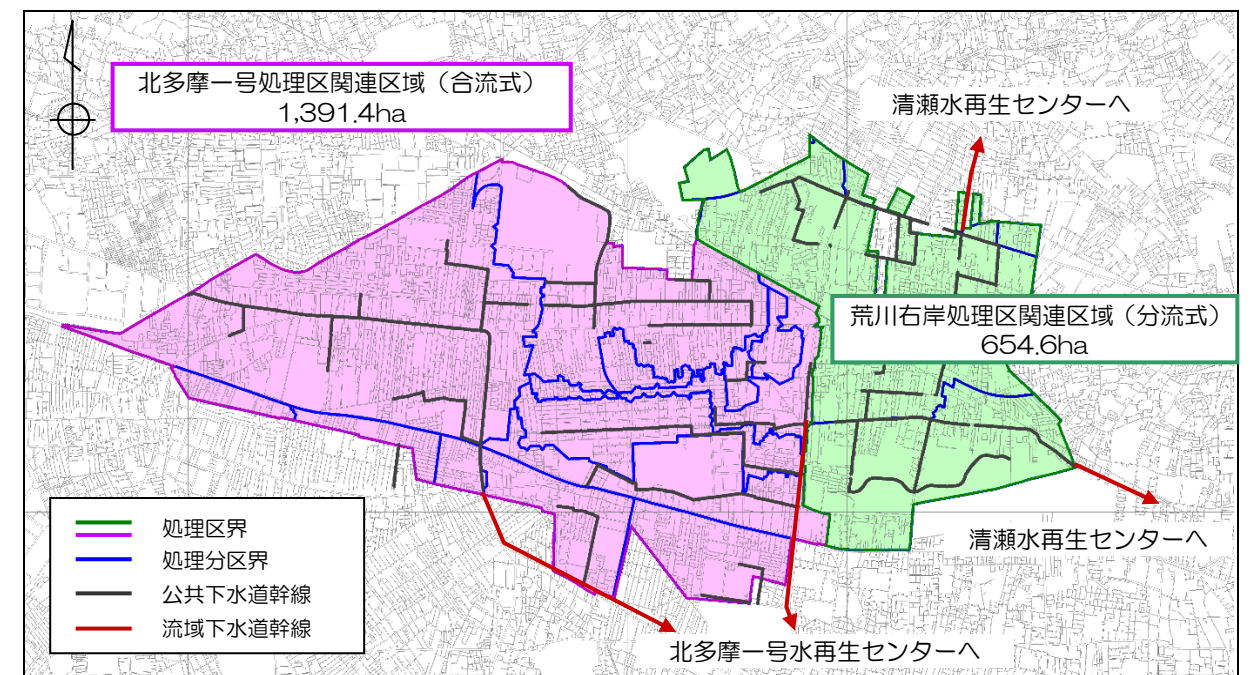 北多摩一号処理区関連区域（合流式）
1,391.4ha
清瀬水再生センターへ
荒川右岸処理区関連区域（分流式）
654.6ha
処理区界
処理分区界
公共下水道幹線
流域下水道幹線
清瀬水再生センターへ
北多摩一号水再生センターへ